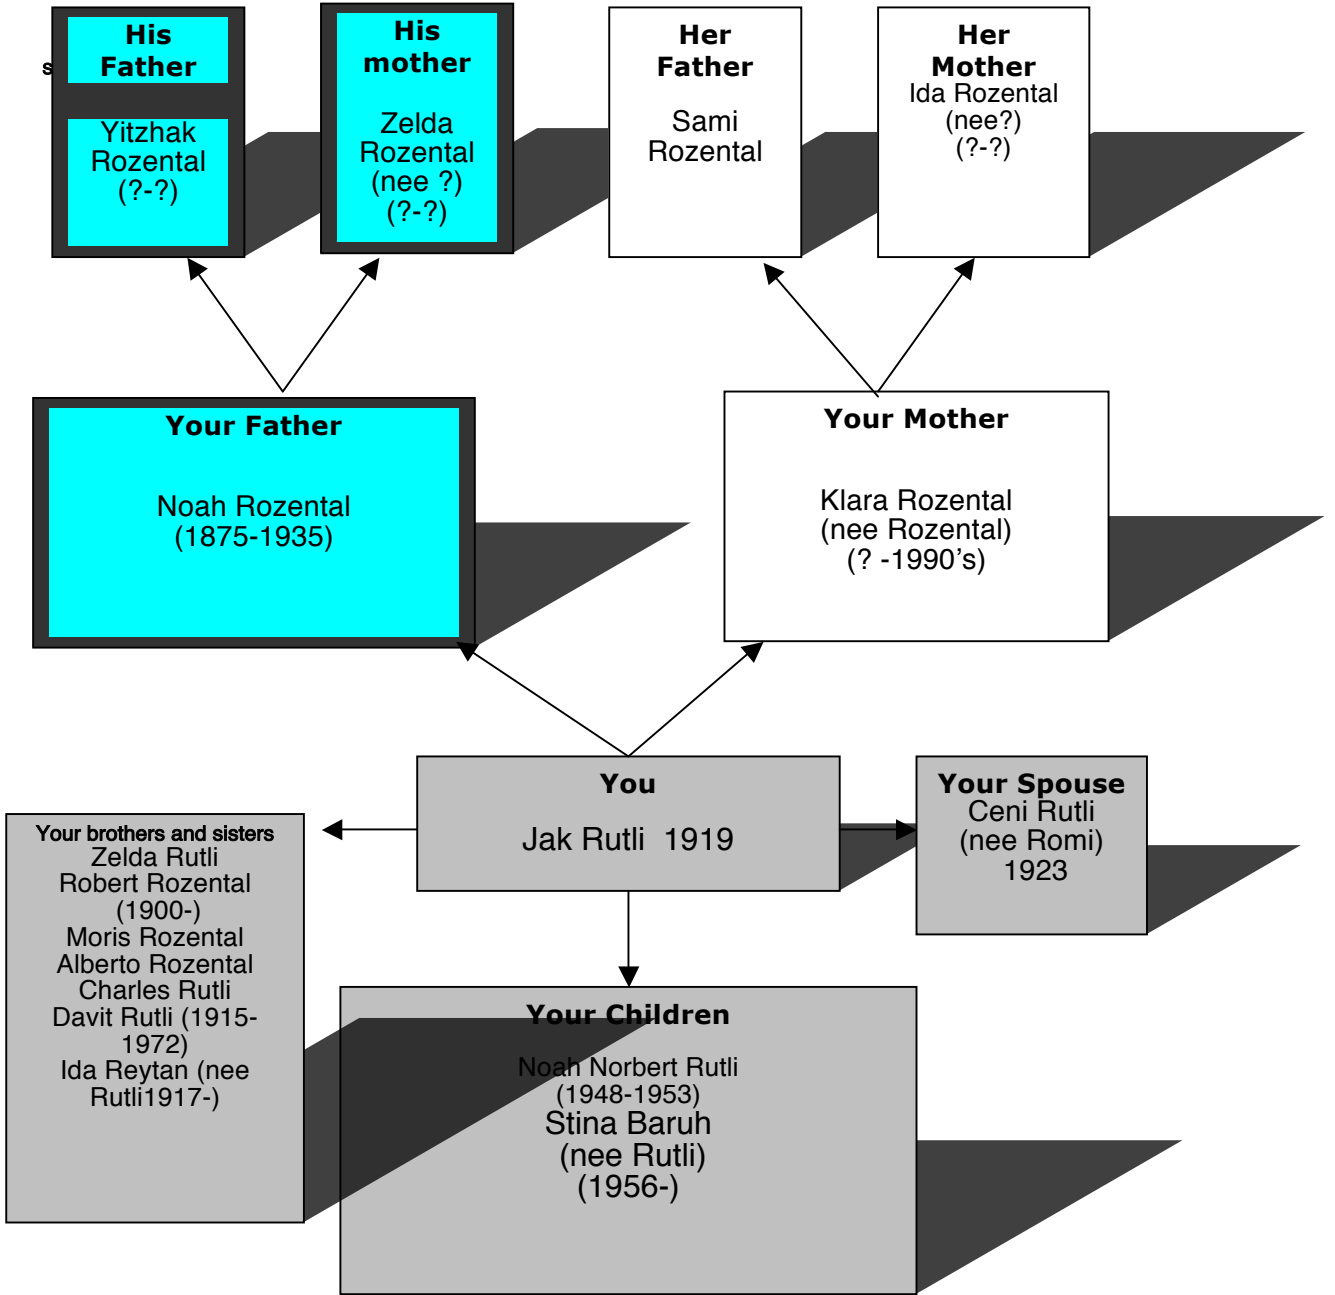 His
Father
s
Yitzhak
Rozental
(?-?)
His
mother
Zelda
Rozental
(nee ?)
(?-?)
Her
Father
Sami
Rozental
Her
Mother
Ida Rozental
(nee?)
(?-?)
Your Father
Noah Rozental
(1875-1935)
Your Mother
Klara Rozental
(nee Rozental)
(? -1990's)
You
Jak Rutli 1919
Your Spouse
Ceni Rutli
(nee Romi)
1923
Your brothers and sisters
Zelda Rutli
Robert Rozental
(1900-)
Moris Rozental
Alberto Rozental
Charles Rutli
Davit Rutli (1915-
1972)
Ida Reytan (nee
Rutli1917-)
Your Children
Noah Norbert Rutli
(1948-1953)
Stina Baruh
(nee Rutli)
(1956-)